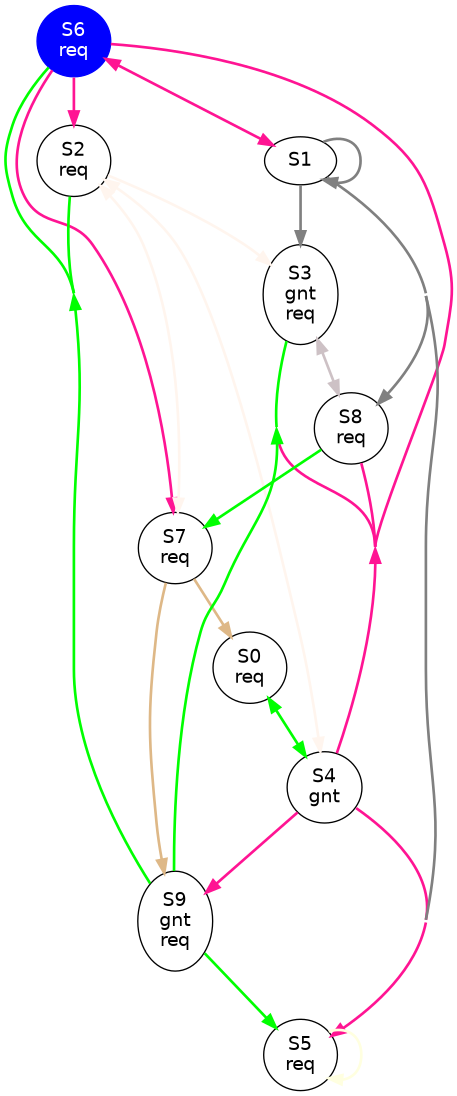 S6
req
S2
req
S1
S3
gnt
req
S8
req
S7
req
S0
req
S4
gnt
S9
gnt
req
S5
req